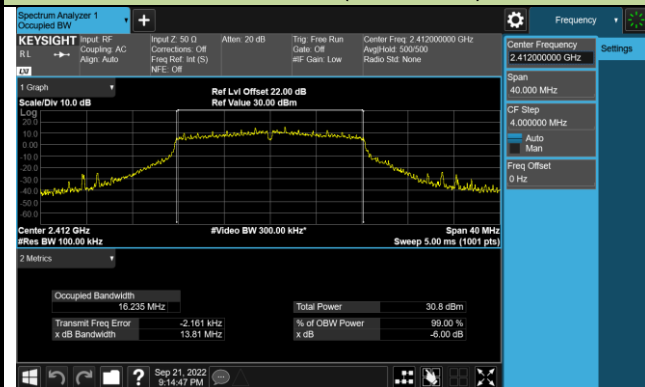 Spectrum Analyzer 1
Occupied BW
Frequency
KEYSIGHT
R L
Input: RF
Coupling: AC
Align: Auto
Input Z: 50 Ω
Corrections: Off
Freq Ref: Int (S)
NFE: Off
Atten: 20 dB
Trig: Free Run
Gate: Off
#IF Gain: Low
Center Freq: 2.412000000 GHz
Avg|Hold: 500/500
Radio Std: None
Center Frequency
2.412000000 GHz
Settings
Span
40.000 MHz
CF Step
4.000000 MHz
Auto
Man
Freq Offset
0 Hz
1 Graph
Scale/Div 10.0 dB
Ref Lvl Offset 22.00 dB
Ref Value 30.00 dBm
Log
20.0
10.0
0.00
-10.0
-20.0
-30.0
-40.0
-50.0
-60.0
Center 2.412 GHz
#Video BW 300.00 kHz*
Span 40 MHz
#Res BW 100.00 kHz
Sweep 5.00 ms (1001 pts)
2 Metrics
Occupied Bandwidth
16.235 MHz
Total Power 30.8 dBm
Transmit Freq Error -2.161 kHz
% of OBW Power 99.00 %
x dB Bandwidth 13.81 MHz
x dB -6.00 dB
Sep 21, 2022
9:14:47 PM